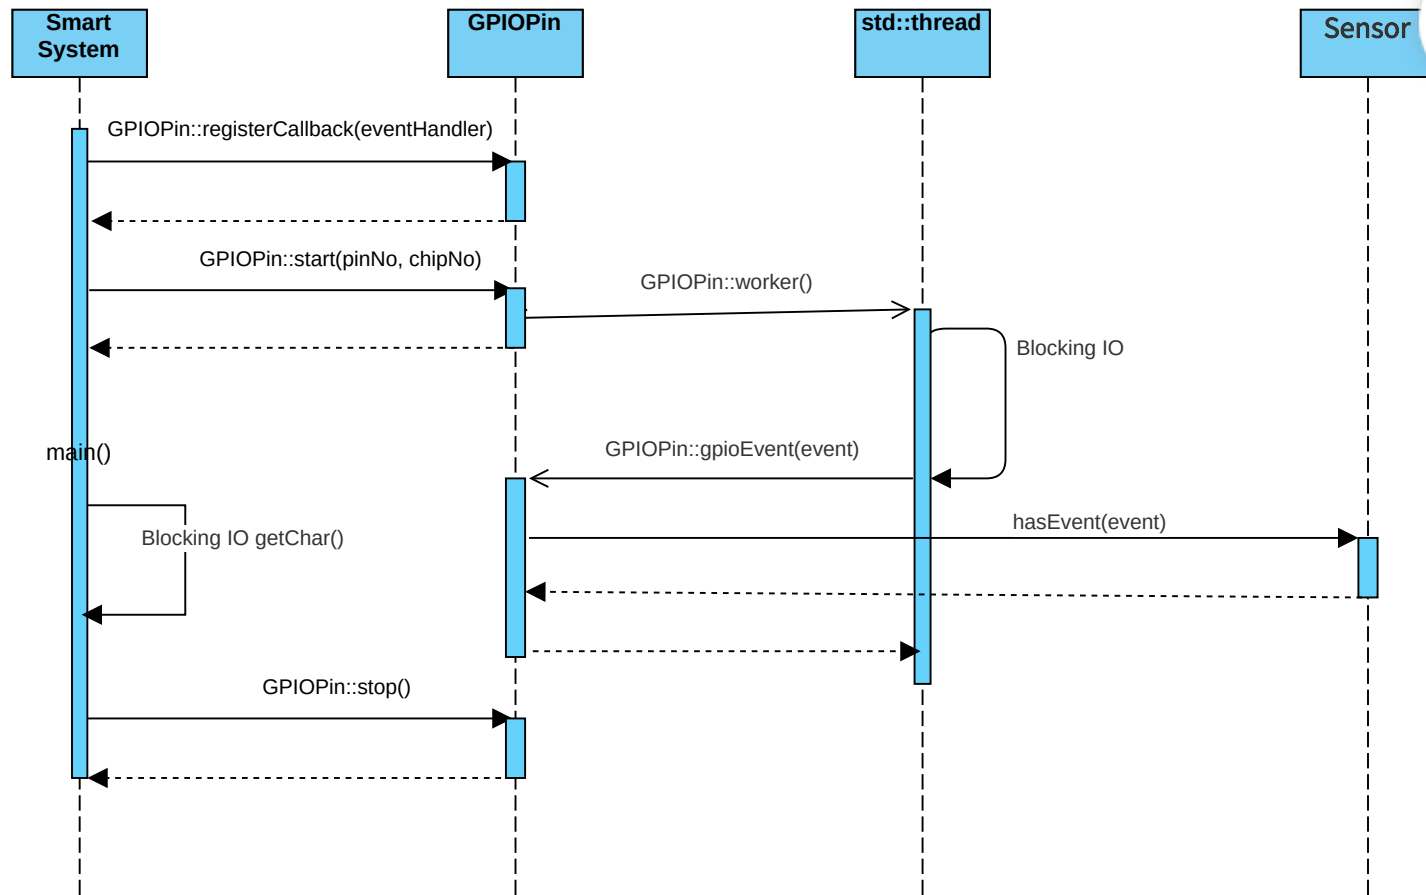 Smart
System
GPIOPin
std::thread
Sensor
GPIOPin::registerCallback(eventHandler)
GPIOPin::start(pinNo, chipNo)
GPIOPin::worker()
Blocking IO
main()
GPIOPin::gpioEvent(event)
hasEvent(event)
Blocking IO getChar()
GPIOPin::stop()